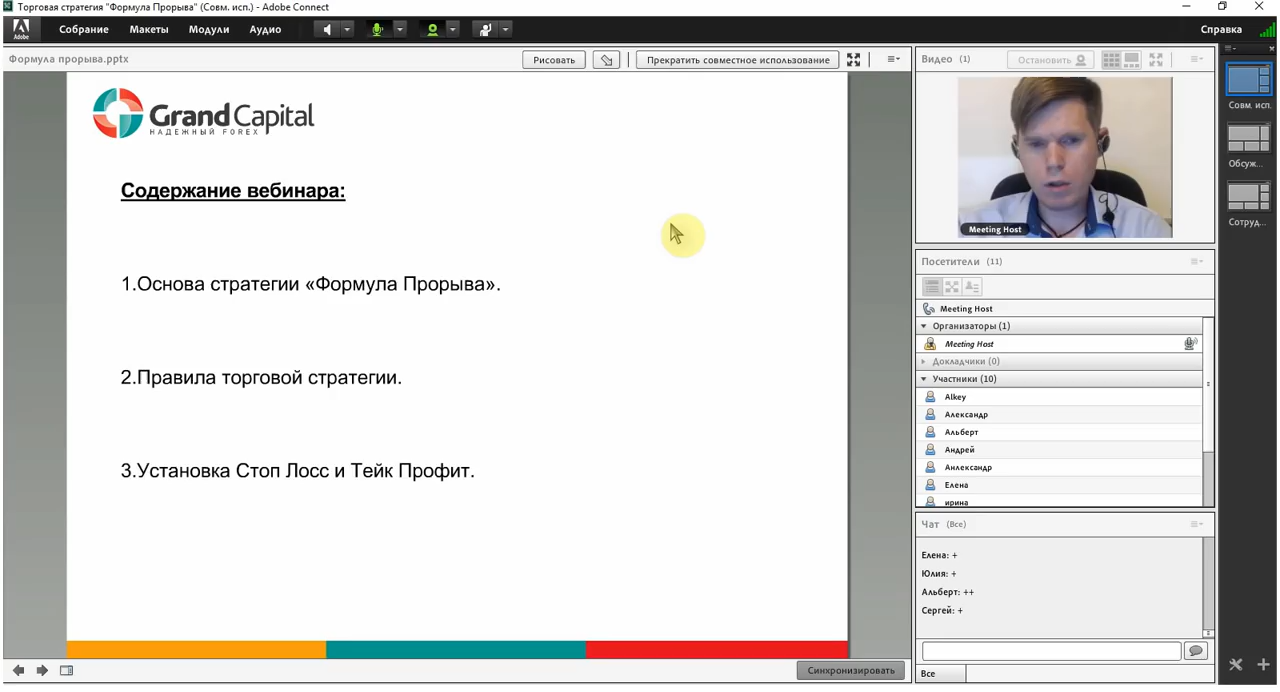 Торговая стратегия "Формула Прорыва" (Совм. исп.) - Adobe Connect
Adobe
Собрание
Макеты
Модули
Аудио
Справка
Формула прорыва.pptx
Рисовать
Прекратить совместное использование
GrandCapital
НАДЕЖНЫЙ FOREX
Содержание вебинара:
1.Основа стратегии «Формула Прорыва».
2.Правила торговой стратегии.
3.Установка Стоп Лосс и Тейк Профит.
Синхронизировать
Видео (1)
Остановить
Meeting Host
Посетители (11)
Meeting Host
Организаторы (1)
Meeting Host
Докладчики (0)
Участники (10)
Alkey
Александр
Альберт
Андрей
Анлександр
Елена
ирина
Чат (Все)
Елена: +
Юлия: +
Альберт: ++
Сергей: +
Все
Совм. исп.
Обсуж...
Сотруд...